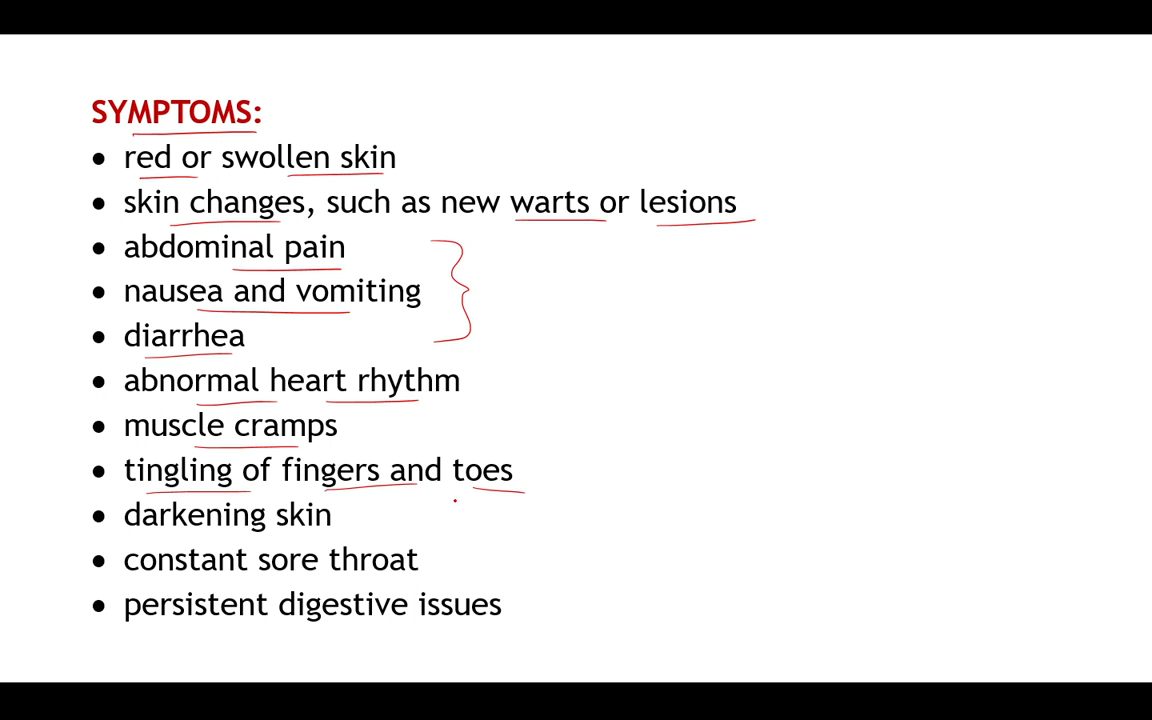 SYMPTOMS:
• red or swollen skin
• skin changes, such as new warts or lesions
• abdominal pain
• nausea and vomiting
• diarrhea
• abnormal heart rhythm
• muscle cramps
• tingling of fingers and toes
• darkening skin
• constant sore throat
• persistent digestive issues